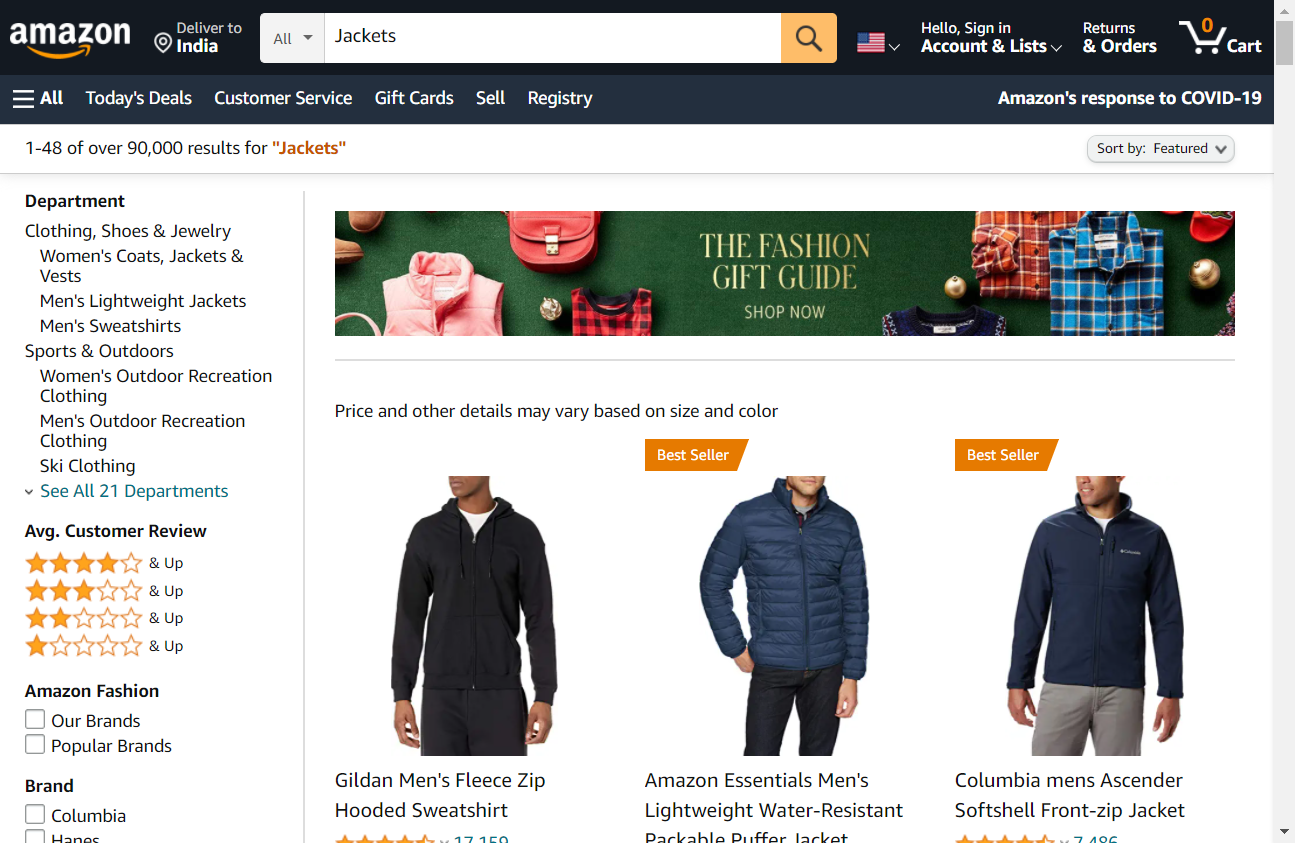 amazon
Deliver to
India
All
Jackets
Hello, Sign in
Account & Lists
Returns
& Orders
0
Cart
All
Today's Deals
Customer Service
Gift Cards
Sell
Registry
Amazon's response to COVID-19
1-48 of over 90,000 results for "Jackets"
Sort by: Featured
Department
Clothing, Shoes & Jewelry
Women's Coats, Jackets &
Vests
Men's Lightweight Jackets
Men's Sweatshirts
Sports & Outdoors
Women's Outdoor Recreation
Clothing
Men's Outdoor Recreation
Clothing
Ski Clothing
See All 21 Departments
Avg. Customer Review
& Up
& Up
& Up
& Up
Amazon Fashion
Our Brands
Popular Brands
Brand
Columbia
Hanes
THE FASHION
GIFT GUIDE
SHOP NOW
Price and other details may vary based on size and color
Gildan Men's Fleece Zip
Hooded Sweatshirt
17,159
Best Seller
Amazon Essentials Men's
Lightweight Water-Resistant
Packable Puffer Jacket
Best Seller
Columbia
Columbia mens Ascender
Softshell Front-zip Jacket
7,486